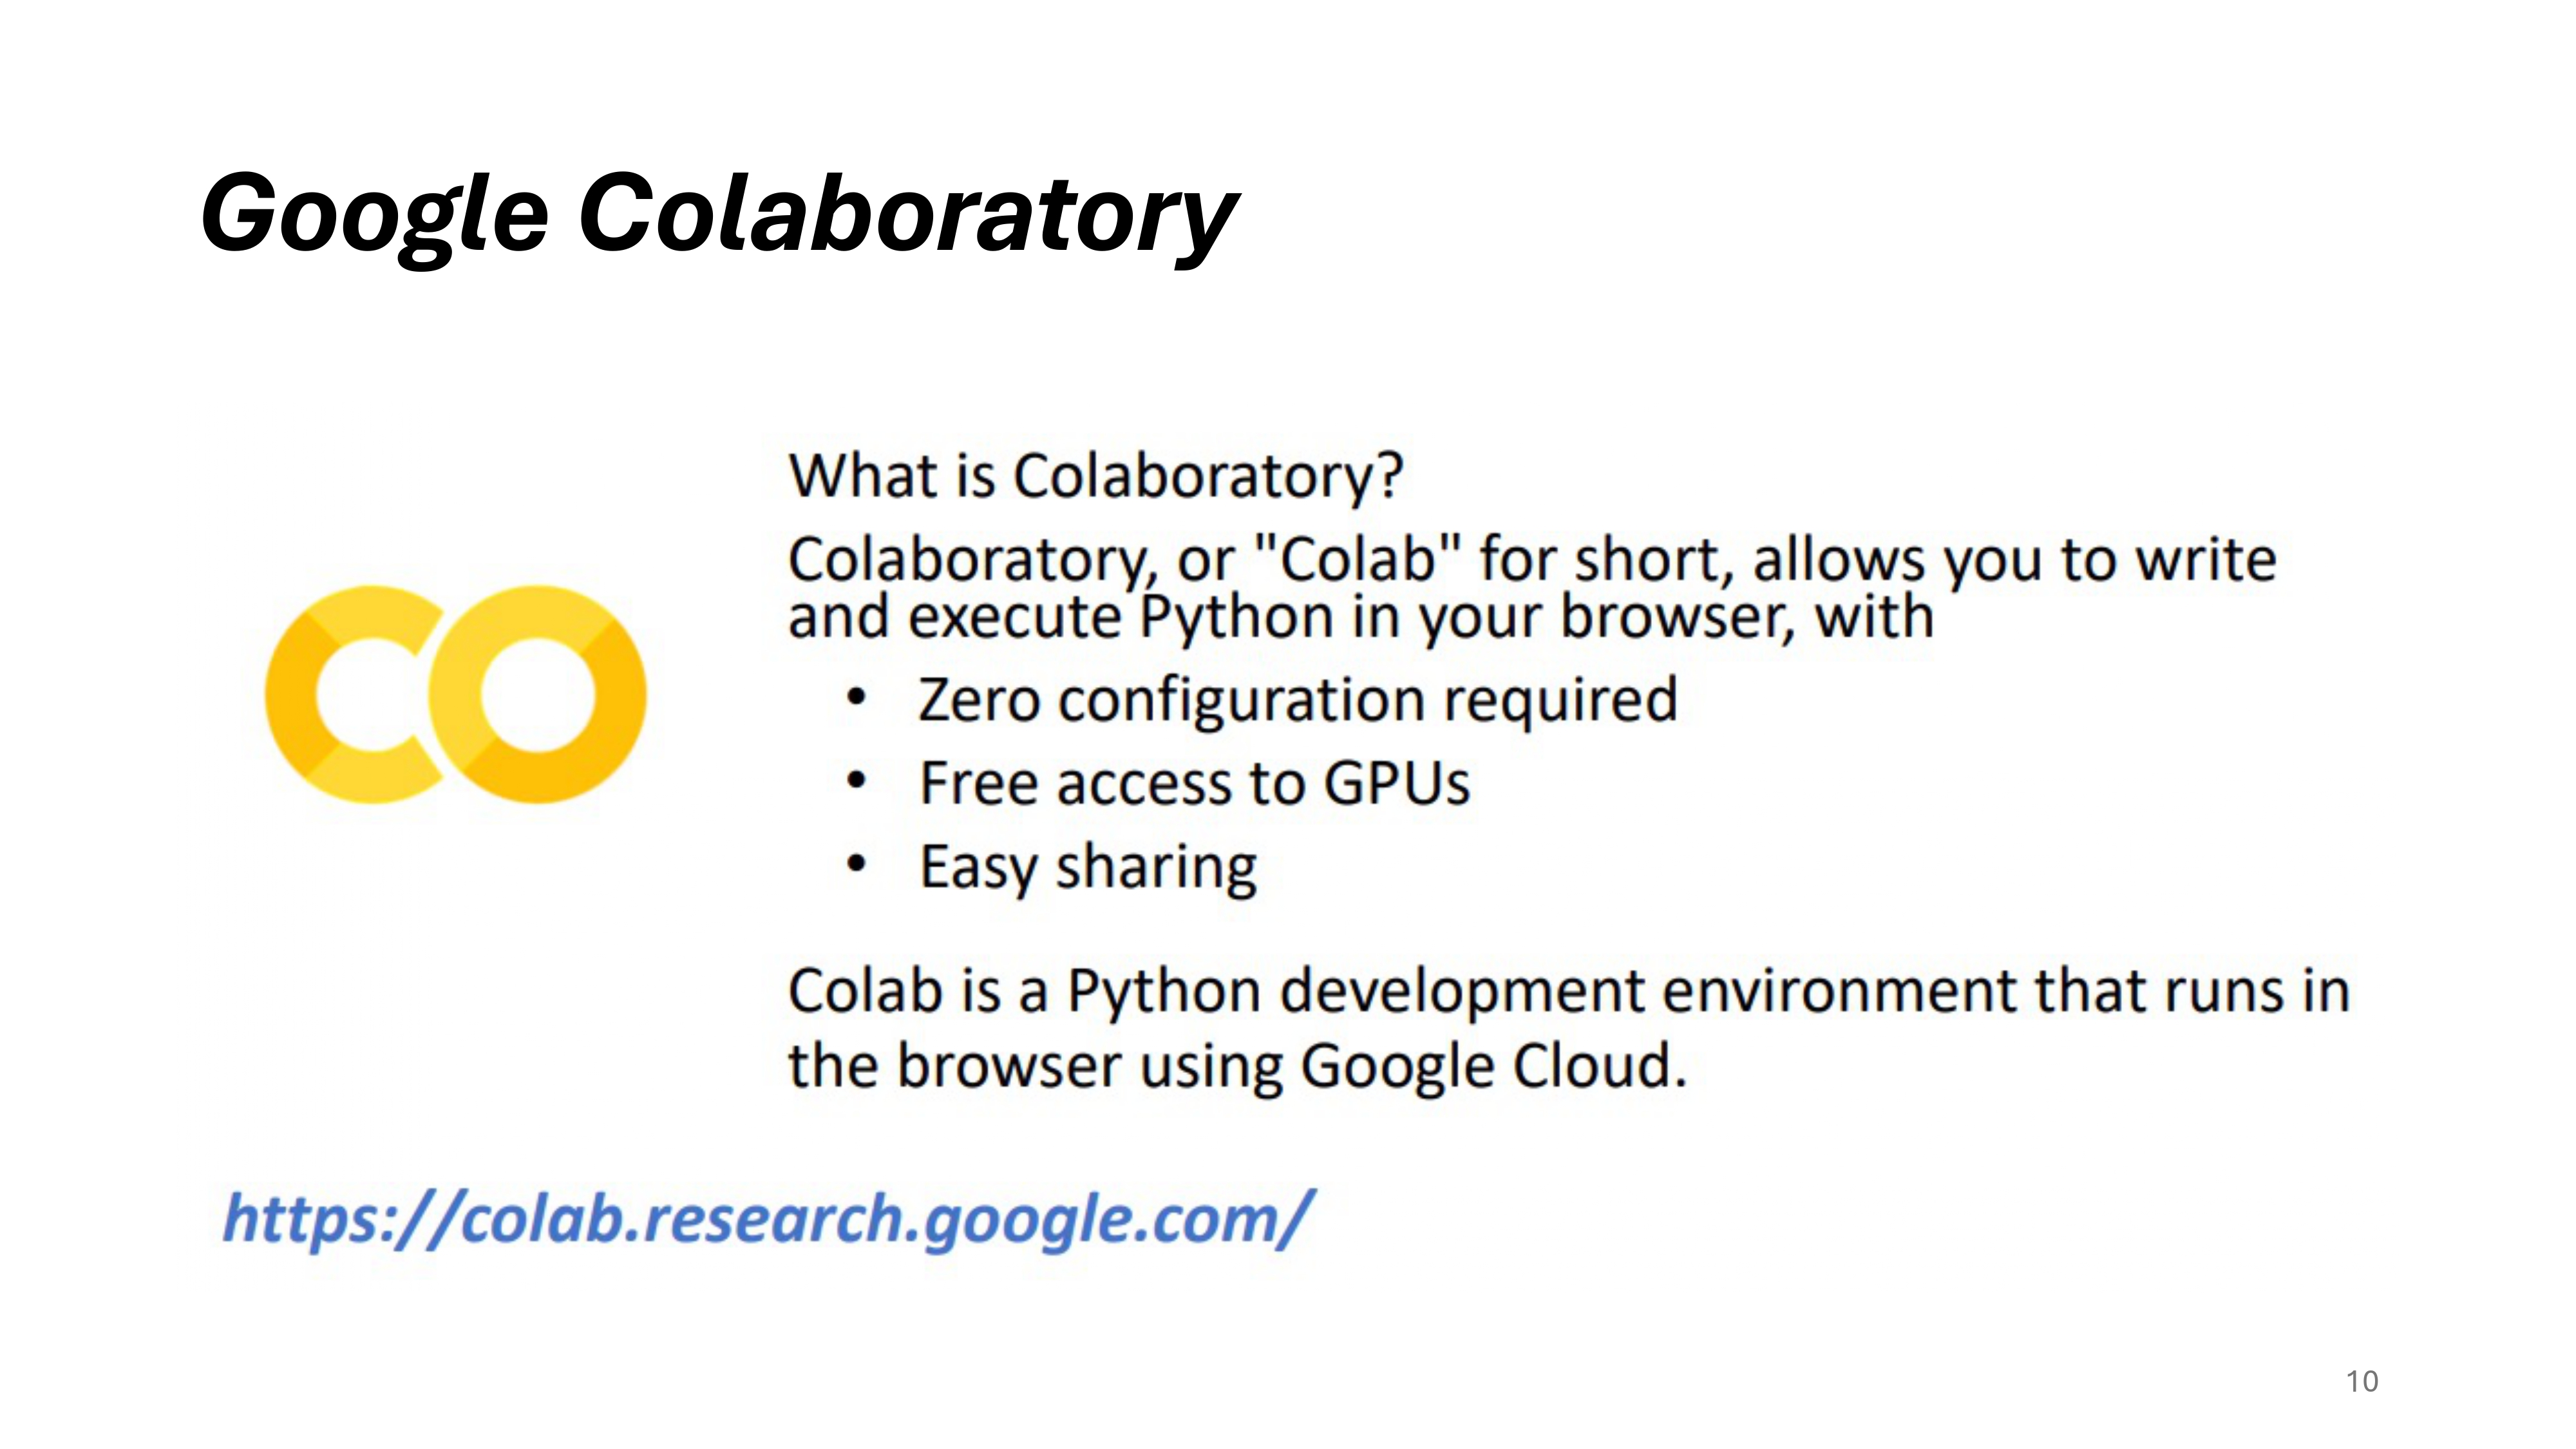 Google Colaboratory
What is Colaboratory?
Colaboratory, or "Colab" for short, allows you to write
and execute Python in your browser, with
• Zero configuration required
• Free access to GPUs
• Easy sharing
CO
Colab is a Python development environment that runs in
the browser using Google Cloud.
https://colab.research.google.com/
10